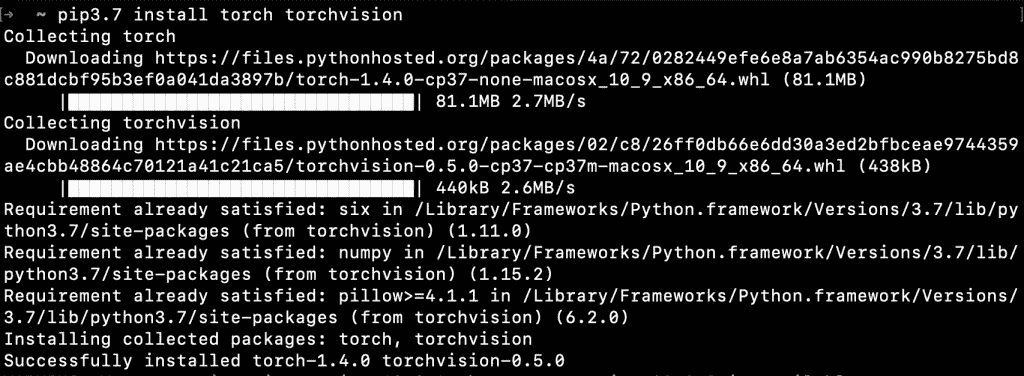 → ~ pip3.7 install torch torchvision
Collecting torch
Downloading https://files.pythonhosted.org/packages/4a/72/0282449efe6e8a7ab6354ac990b8275bd8
c881dcbf95b3ef0a041da3897b/torch-1.4.0-cp37-none-macosx_10_9_x86_64.whl (81.1MB)
81.1MB 2.7MB/s
Collecting torchvision
Downloading https://files.pythonhosted.org/packages/02/c8/26ff0db66e6dd30a3ed2bfbceae9744359
ae4cbb48864c70121a41c21ca5/torchvision-0.5.0-cp37-cp37m-macosx_10_9_x86_64.whl (438kB)
440kB 2.6MB/s
Requirement already satisfied: six in /Library/Frameworks/Python.framework/Versions/3.7/lib/py
thon3.7/site-packages (from torchvision) (1.11.0)
Requirement already satisfied: numpy in /Library/Frameworks/Python.framework/Versions/3.7/lib/
python3.7/site-packages (from torchvision) (1.15.2)
Requirement already satisfied: pillow>=4.1.1 in /Library/Frameworks/Python.framework/Versions/
3.7/lib/python3.7/site-packages (from torchvision) (6.2.0)
Installing collected packages: torch, torchvision
Successfully installed torch-1.4.0 torchvision-0.5.0